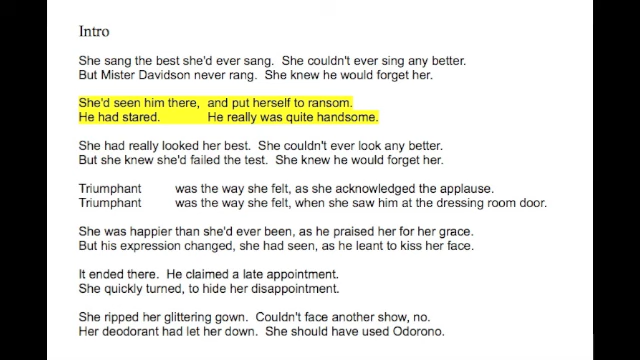 Intro
She sang the best she'd ever sang. She couldn't ever sing any better.
But Mister Davidson never rang. She knew he would forget her.
She'd seen him there, and put herself to ransom.
He had stared. He really was quite handsome.
She had really looked her best. She couldn't ever look any better.
But she knew she'd failed the test. She knew he would forget her.
Triumphant was the way she felt, as she acknowledged the applause.
Triumphant was the way she felt, when she saw him at the dressing room door.
She was happier than she'd ever been, as he praised her for her grace.
But his expression changed, she had seen, as he leant to kiss her face.
It ended there. He claimed a late appointment.
She quickly turned, to hide her disappointment.
She ripped her glittering gown. Couldn't face another show, no.
Her deodorant had let her down. She should have used Odorono.